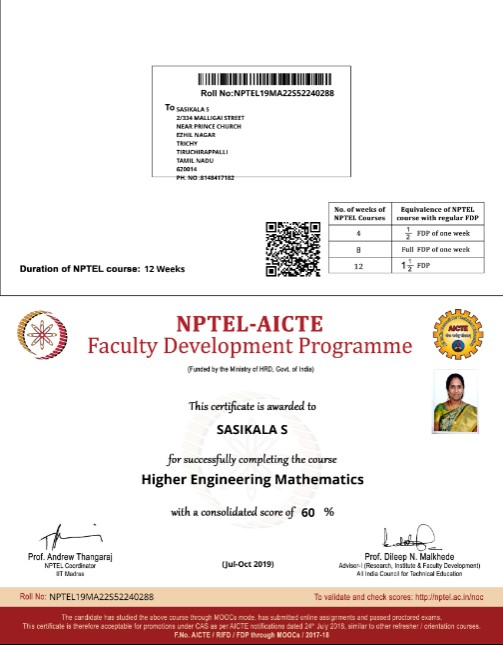 Roll No:NPTEL19MA22S52240288
To SASIKALA S
2/334 MALLIGAI STREET
NEAR PRINCE CHURCH
EZHIL NAGAR
TRICHY
TIRUCHIRAPPALLI
TAMIL NADU
620014
PH. NO :8148417182
No. of weeks of NPTEL Courses | Equivalence of NPTEL course with regular FDP
4 | 1/2 FDP of one week
8 | Full FDP of one week
12 | 1 1/2 FDP
Duration of NPTEL course: 12 Weeks
NPTEL-AICTE
AICTE
Faculty Development Programme
(Funded by the Ministry of HRD, Govt. of India)
This certificate is awarded to
SASIKALA S
for successfully completing the course
Higher Engineering Mathematics
with a consolidated score of 60 %
Prof. Andrew Thangaraj
NPTEL Coordinator
IIT Madras
(Jul-Oct 2019)
Prof. Dileep N. Malkhede
Advisor-I (Research, Institute & Faculty Development)
All India Council for Technical Education
Roll No: NPTEL19MA22S52240288
To validate and check scores: http://nptel.ac.in/noc
The candidate has studied the above course through MOOCs mode, has submitted online assignments and passed proctored exams.
This certificate is therefore acceptable for promotions under CAS as per AICTE notifications dated 24th July 2018, similar to other refresher / orientation courses.
F.No. AICTE / RIFD / FDP through MOOCs / 2017-18